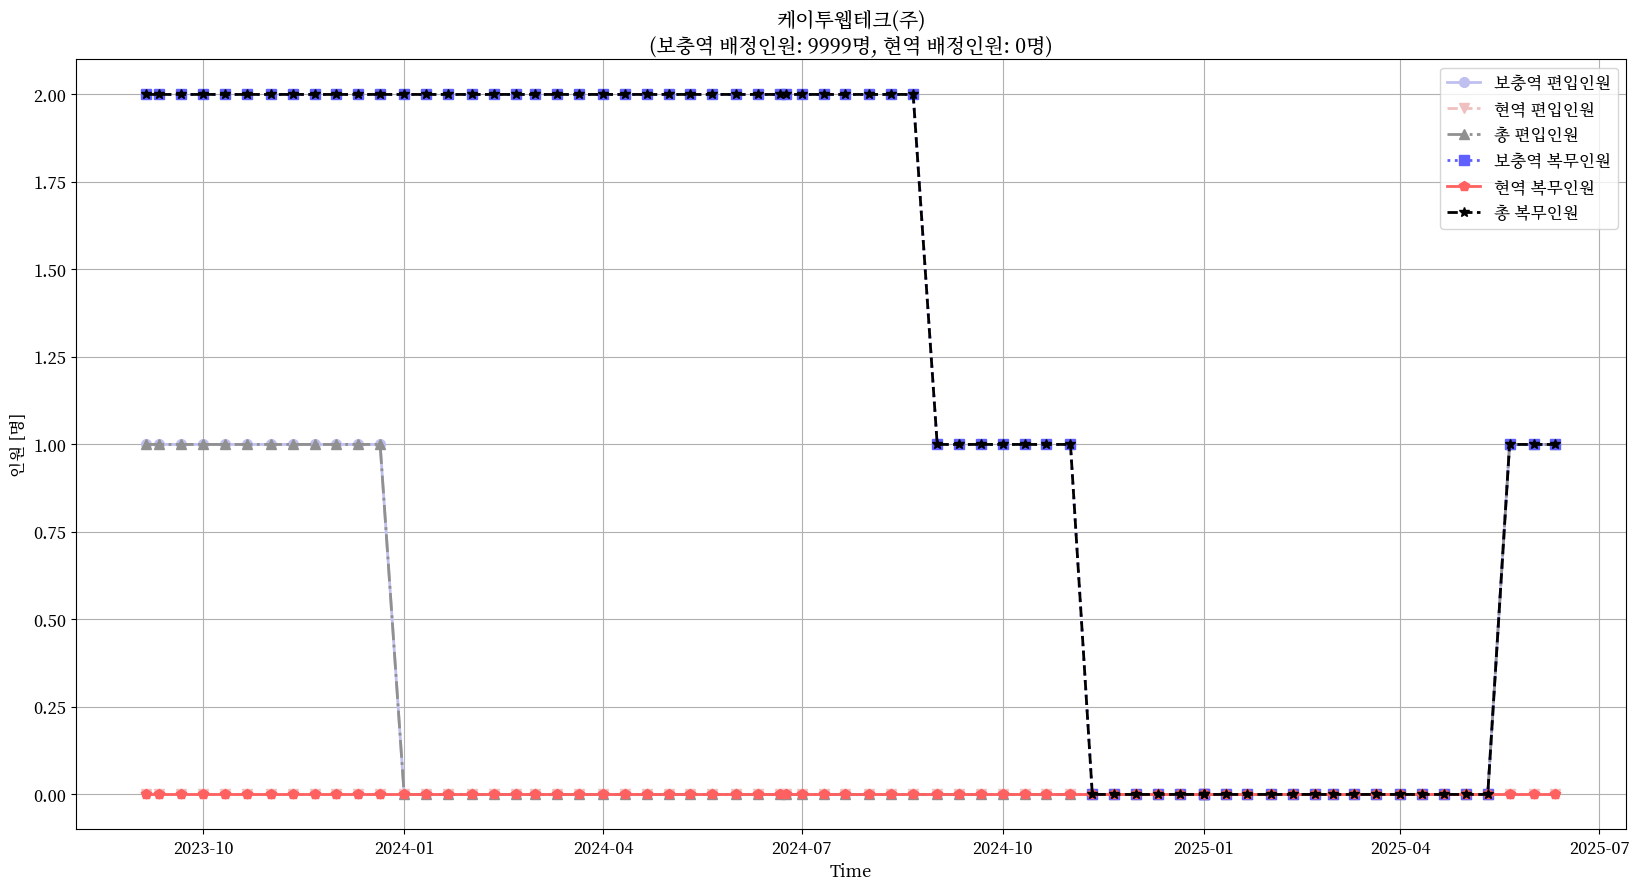 케이투웹테크(주)
(보충역 배정인원: 9999명, 현역 배정인원: 0명)
보충역 편입인원
현역 편입인원
총 편입인원
보충역 복무인원
현역 복무인원
총 복무인원
2.00
1.75
1.50
1.25
1.00
0.75
0.50
0.25
0.00
인원 [명]
2023-10
2024-01
2024-04
2024-07
2024-10
2025-01
2025-04
2025-07
Time